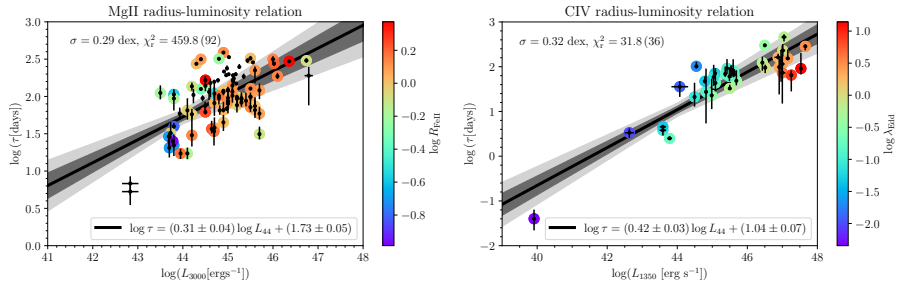 MgII radius-luminosity relation
σ = 0.29 dex, χ²ᵣ = 459.8 (92)
log (τ[days])
3.0
2.5
2.0
1.5
1.0
0.5
0.0
41 42 43 44 45 46 47 48
log(L₃₀₀₀[ergs⁻¹])
log τ = (0.31 ± 0.04) log L₄₄ + (1.73 ± 0.05)
0.2
0.0
−0.2
−0.4
−0.6
−0.8
log R_FeII
CIV radius-luminosity relation
σ = 0.32 dex, χ²ᵣ = 31.8 (36)
log (τ[days])
3
2
1
0
−1
−2
40 42 44 46 48
log(L₁₃₅₀ [erg s⁻¹])
log τ = (0.42 ± 0.03) log L₄₄ + (1.04 ± 0.07)
1.0
0.5
0.0
−0.5
−1.0
−1.5
−2.0
log λ_Edd